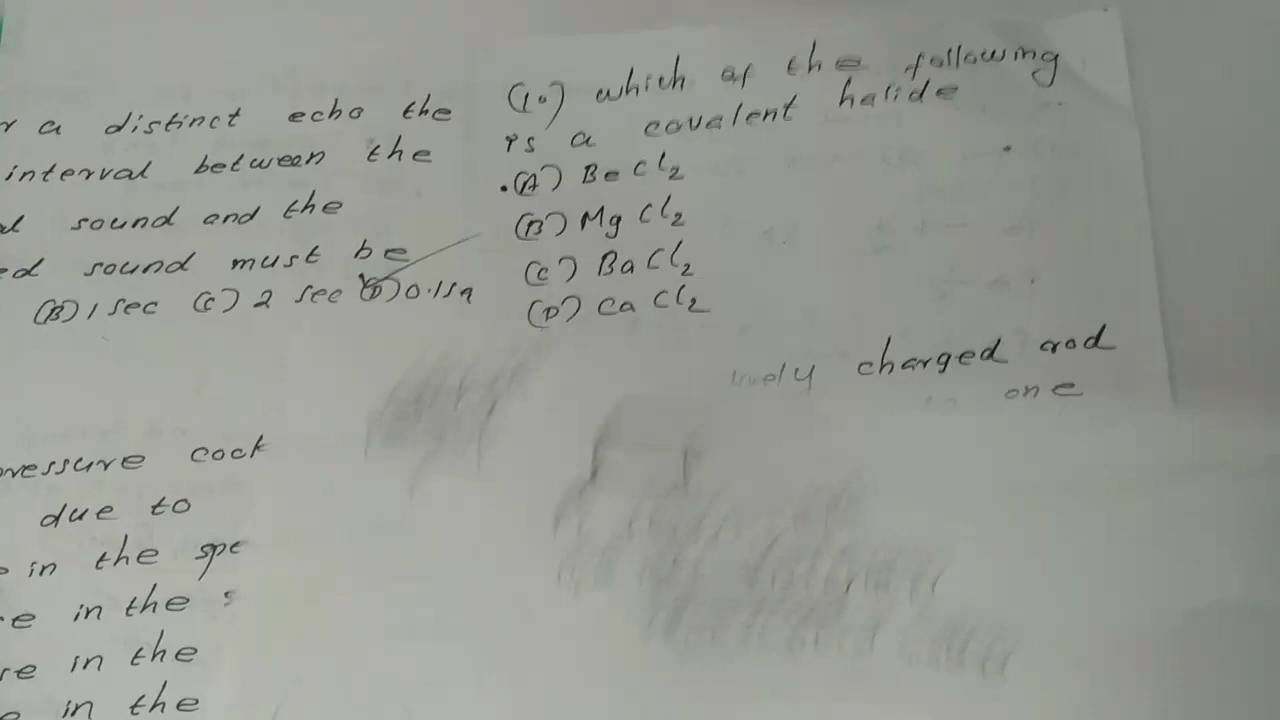 r a distinct echo the
interval between the
sound and the
ed sound must be
(B) 1 sec (C) 2 sec (D) 0.1
(10) which of the following
is a covalent halide
(A) BeCl2
(B) MgCl2
(C) BaCl2
(D) CaCl2
charged rod
one
ressure cock
due to
in the spe
e in the s
re in the
in the